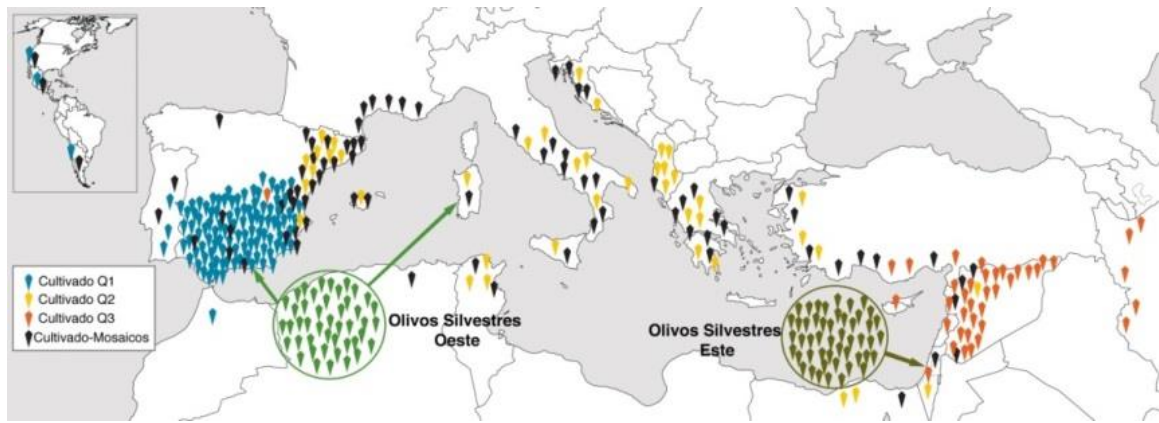 Cultivado Q1
Cultivado Q2
Cultivado Q3
Cultivado-Mosaicos
Olivos Silvestres
Oeste
Olivos Silvestres
Este